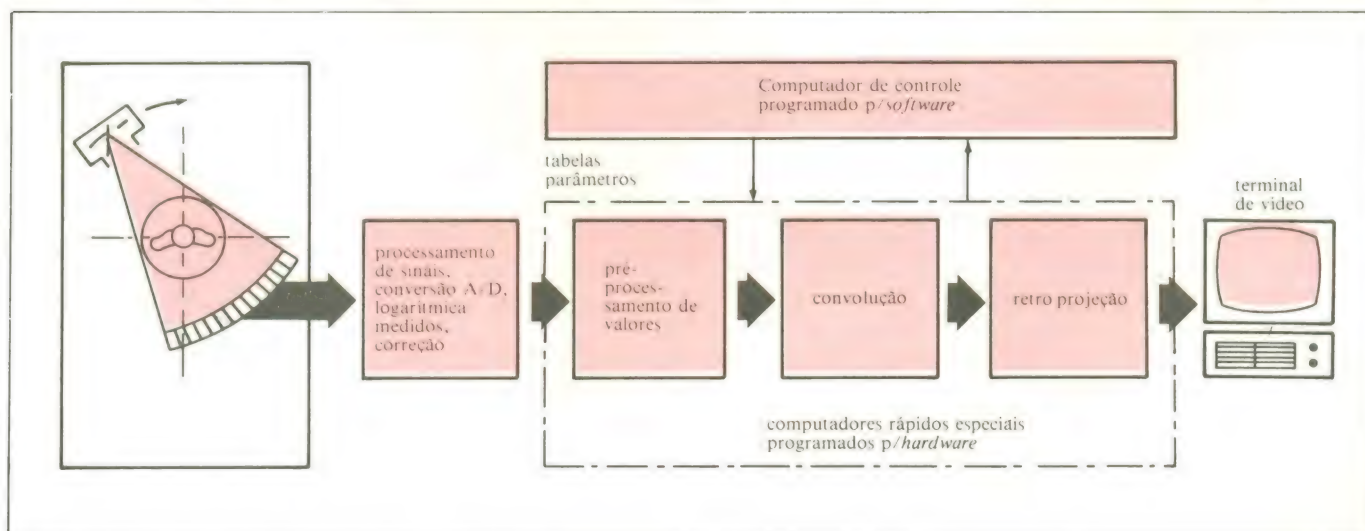 Computador de controle
programado p/software
tabelas
parâmetros
terminal
de vídeo
processamento
de sinais,
conversão A/D,
logarítmica
medidos,
correção
pré-
proces-
samento de
valores
convolução
retro projeção
computadores rápidos especiais
programados p/hardware